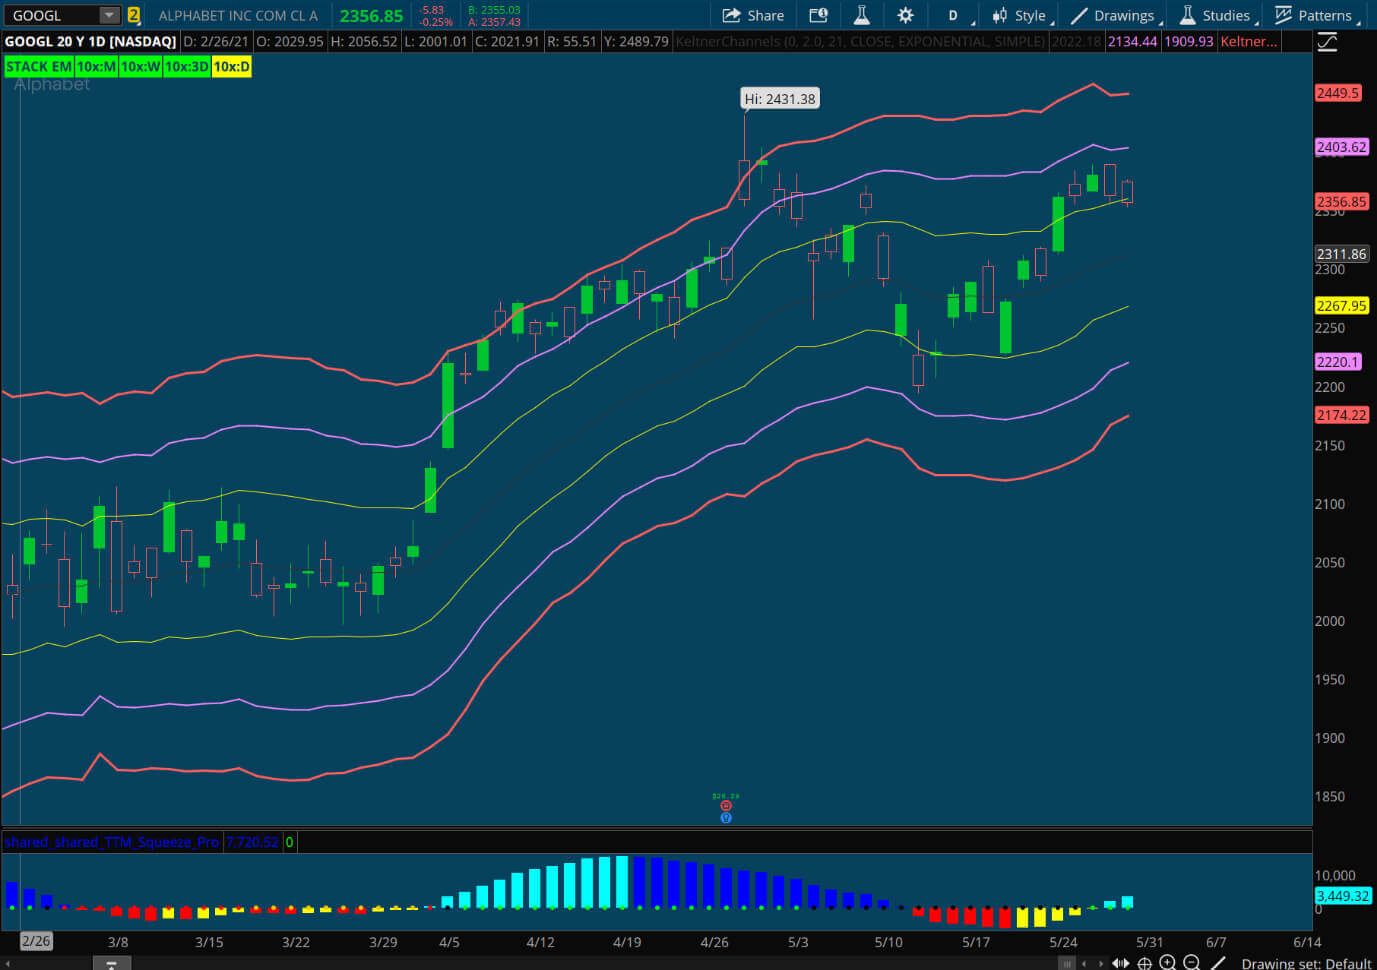 GOOGL 2 ALPHABET INC COM CL A 2356.85 -5.83 -0.25% B: 2355.03 A: 2357.43 Share D Style Drawings Studies Patterns
GOOGL 20 Y 1D [NASDAQ] D: 2/26/21 O: 2029.95 H: 2056.52 L: 2001.01 C: 2021.91 R: 55.51 Y: 2489.79 KeltnerChannels (0, 2.0, 21, CLOSE, EXPONENTIAL, SIMPLE) 2022.18 2134.44 1909.93 Keltner...
STACK EM 10x:M 10x:W 10x:3D 10x:D
Alphabet
2449.5
Hi: 2431.38
2403.62
2356.85
2350
2311.86
2300
2267.95
2250
2220.1
2200
2174.22
2150
2100
2050
2000
1950
1900
1850
shared_shared_TTM_Squeeze_Pro 7,720.52 0
10,000
3,449.32
0
2/26 3/8 3/15 3/22 3/29 4/5 4/12 4/19 4/26 5/3 5/10 5/17 5/24 5/31 6/7 6/14
Drawing set: Default